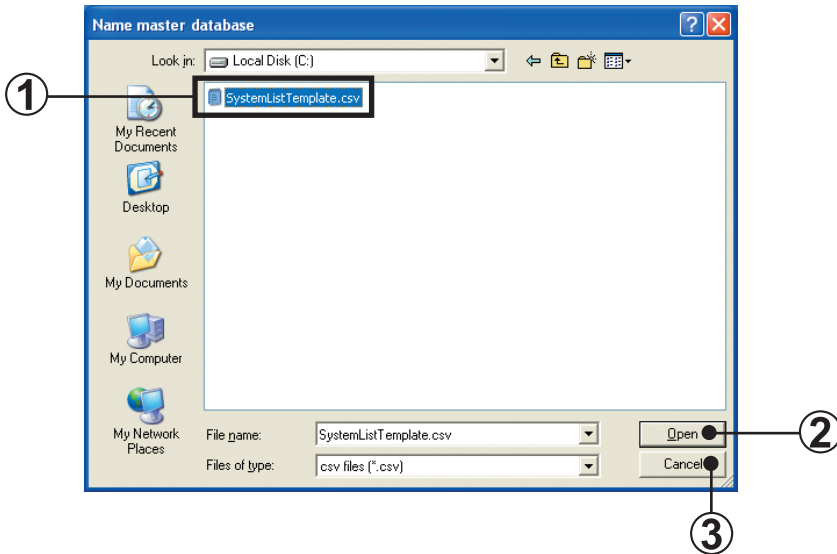 Name master database
Look in: Local Disk (C:)
1
SystemListTemplate.csv
My Recent
Documents
Desktop
My Documents
My Computer
My Network
Places
File name: SystemListTemplate.csv Open
2
Files of type: csv files (*.csv) Cancel
3